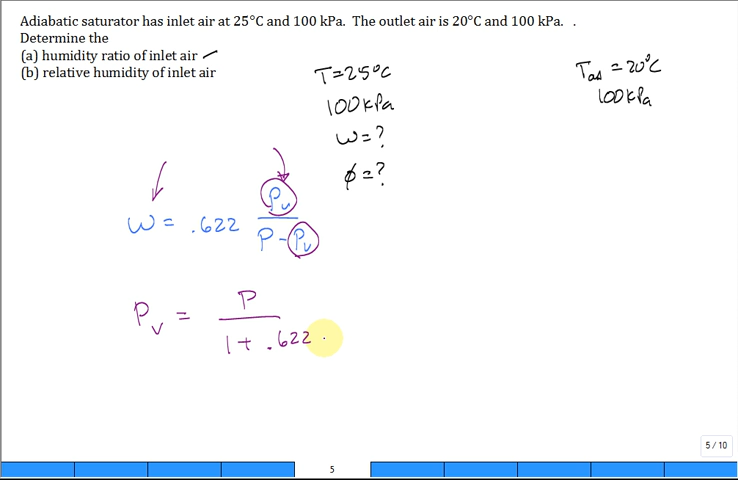 Adiabatic saturator has inlet air at 25°C and 100 kPa. The outlet air is 20°C and 100 kPa. .
Determine the
(a) humidity ratio of inlet air
(b) relative humidity of inlet air
T=25°C
100kPa
ω=?
ϕ=?
Tas = 20°C
100kPa
ω = .622 Pv / P - Pv
Pv = P / 1 + .622
5 / 10
5